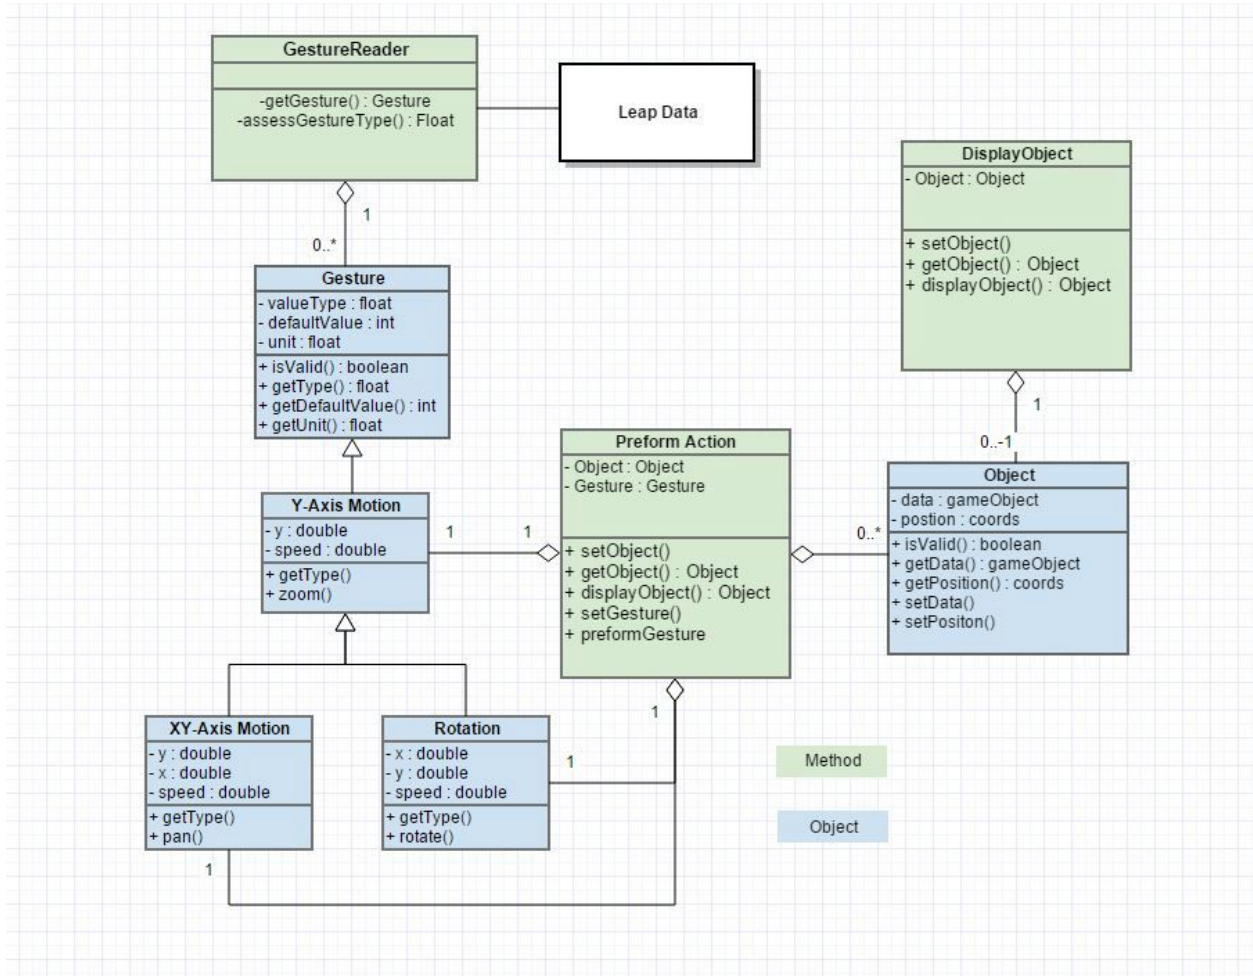 GestureReader
-getGesture() : Gesture
-assessGestureType() : Float
Leap Data
1
0..*
Gesture
- valueType : float
- defaultValue : int
- unit : float
+ isValid() : boolean
+ getType() : float
+ getDefaultValue() : int
+ getUnit() : float
DisplayObject
- Object : Object
+ setObject()
+ getObject() : Object
+ displayObject() : Object
1
0..-1
Y-Axis Motion
- y : double
- speed : double
+ getType()
+ zoom()
1
1
Preform Action
- Object : Object
- Gesture : Gesture
+ setObject()
+ getObject() : Object
+ displayObject() : Object
+ setGesture()
+ preformGesture
0..*
Object
- data : gameObject
- postion : coords
+ isValid() : boolean
+ getData() : gameObject
+ getPosition() : coords
+ setData()
+ setPositon()
XY-Axis Motion
- y : double
- x : double
- speed : double
+ getType()
+ pan()
1
Rotation
- x : double
- y : double
- speed : double
+ getType()
+ rotate()
1
1
Method
Object